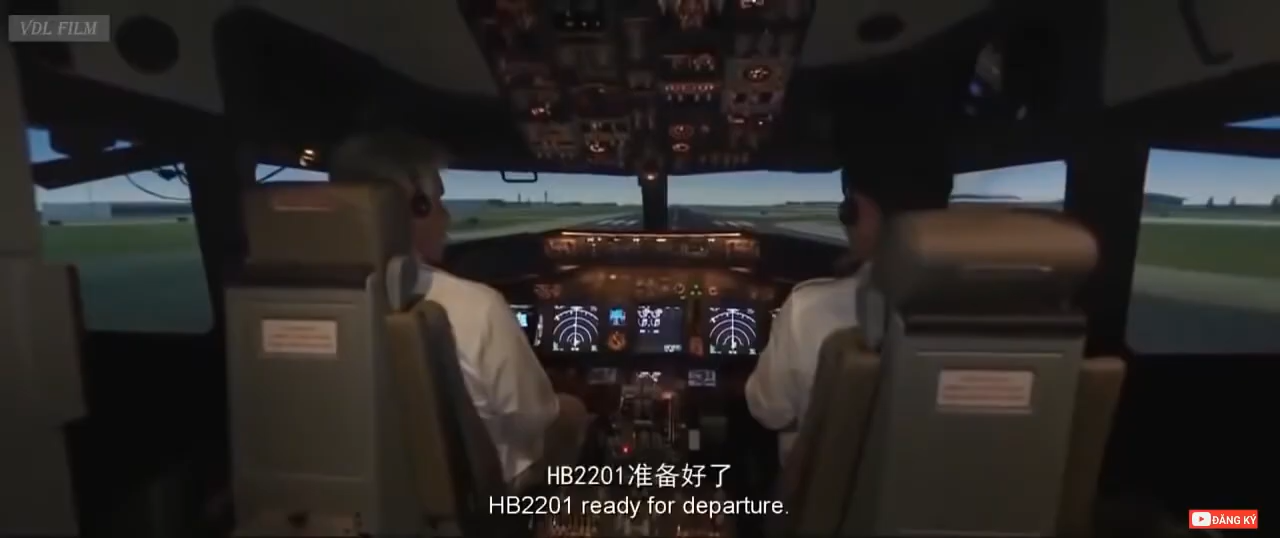 VDL FILM
HB2201准备好了
HB2201 ready for departure.
ĐĂNG KÝ